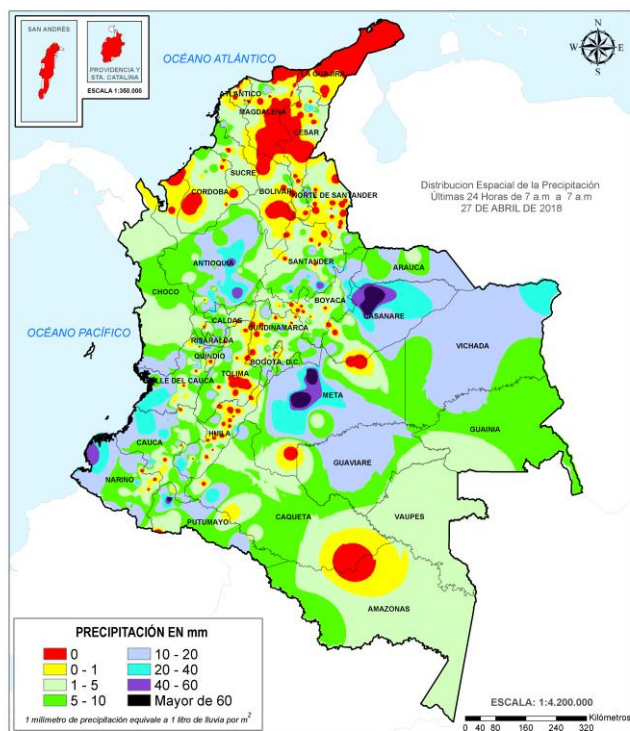 SAN ANDRÉS
PROVIDENCIA Y
STA. CATALINA
ESCALA 1:350.000
OCÉANO ATLÁNTICO
N
W E
S
LA GUAJIRA
ATLANTICO
MAGDALENA
CESAR
SUCRE
CORDOBA
BOLIVAR
NORTE DE SANTANDER
Distribucion Espacial de la Precipitación
Últimas 24 Horas de 7 a.m a 7 a.m
27 DE ABRIL DE 2018
ANTIOQUIA
SANTANDER
ARAUCA
CHOCO
BOYACA
CASANARE
OCÉANO PACÍFICO
CALDAS
CUNDINAMARCA
RISARALDA
VICHADA
QUINDIO
BOGOTA, D.C.
TOLIMA
VALLE DEL CAUCA
META
GUAINIA
CAUCA
HUILA
GUAVIARE
NARIÑO
CAQUETA
VAUPES
PUTUMAYO
AMAZONAS
PRECIPITACIÓN EN mm
0 10 - 20
0 - 1 20 - 40
1 - 5 40 - 60
5 - 10 Mayor de 60
1 milimetro de precipitación equivale a 1 litro de lluvia por m²
ESCALA: 1:4.200.000
Kilómetros
0 40 80 160 240 320